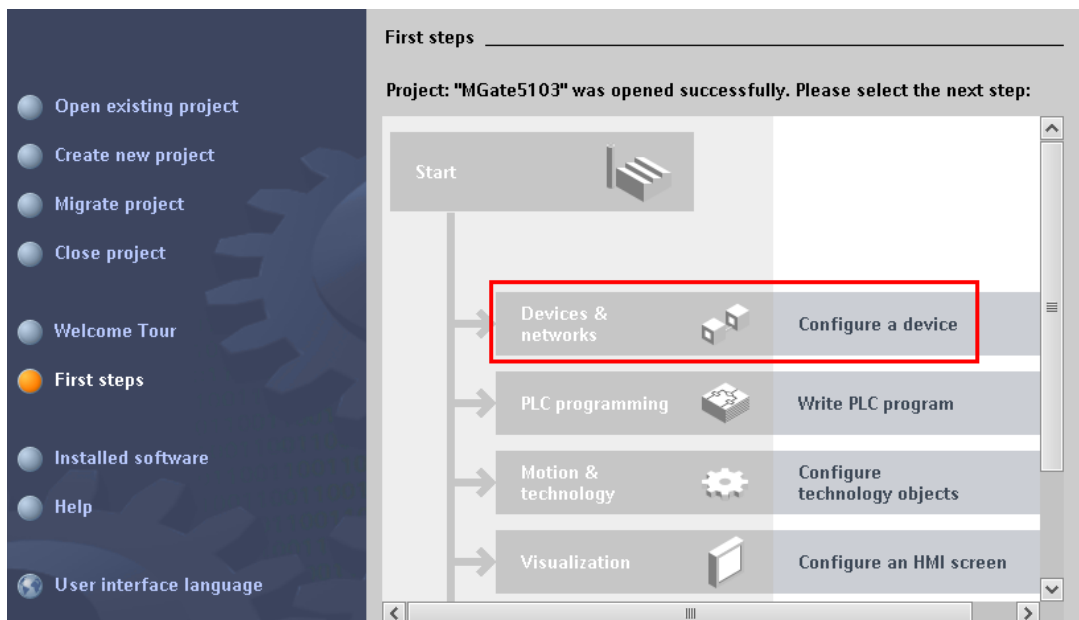 Open existing project
Create new project
Migrate project
Close project
Welcome Tour
First steps
Installed software
Help
User interface language
First steps
Project: "MGate5103" was opened successfully. Please select the next step:
Start
Devices &
networks
Configure a device
PLC programming
Write PLC program
Motion &
technology
Configure
technology objects
Visualization
Configure an HMI screen